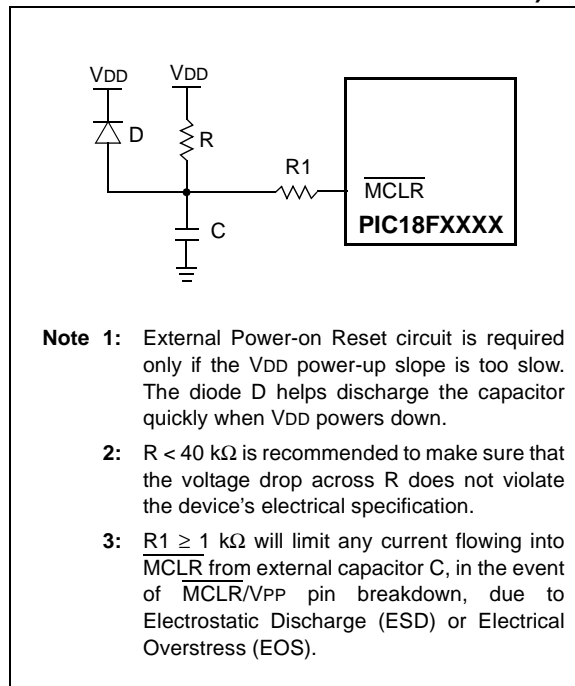 VDD VDD
D
R
R1
C
MCLR
PIC18FXXXX
Note 1: External Power-on Reset circuit is required
only if the VDD power-up slope is too slow.
The diode D helps discharge the capacitor
quickly when VDD powers down.
2: R < 40 kΩ is recommended to make sure that
the voltage drop across R does not violate
the device's electrical specification.
3: R1 ≥ 1 kΩ will limit any current flowing into
MCLR from external capacitor C, in the event
of MCLR/VPP pin breakdown, due to
Electrostatic Discharge (ESD) or Electrical
Overstress (EOS).